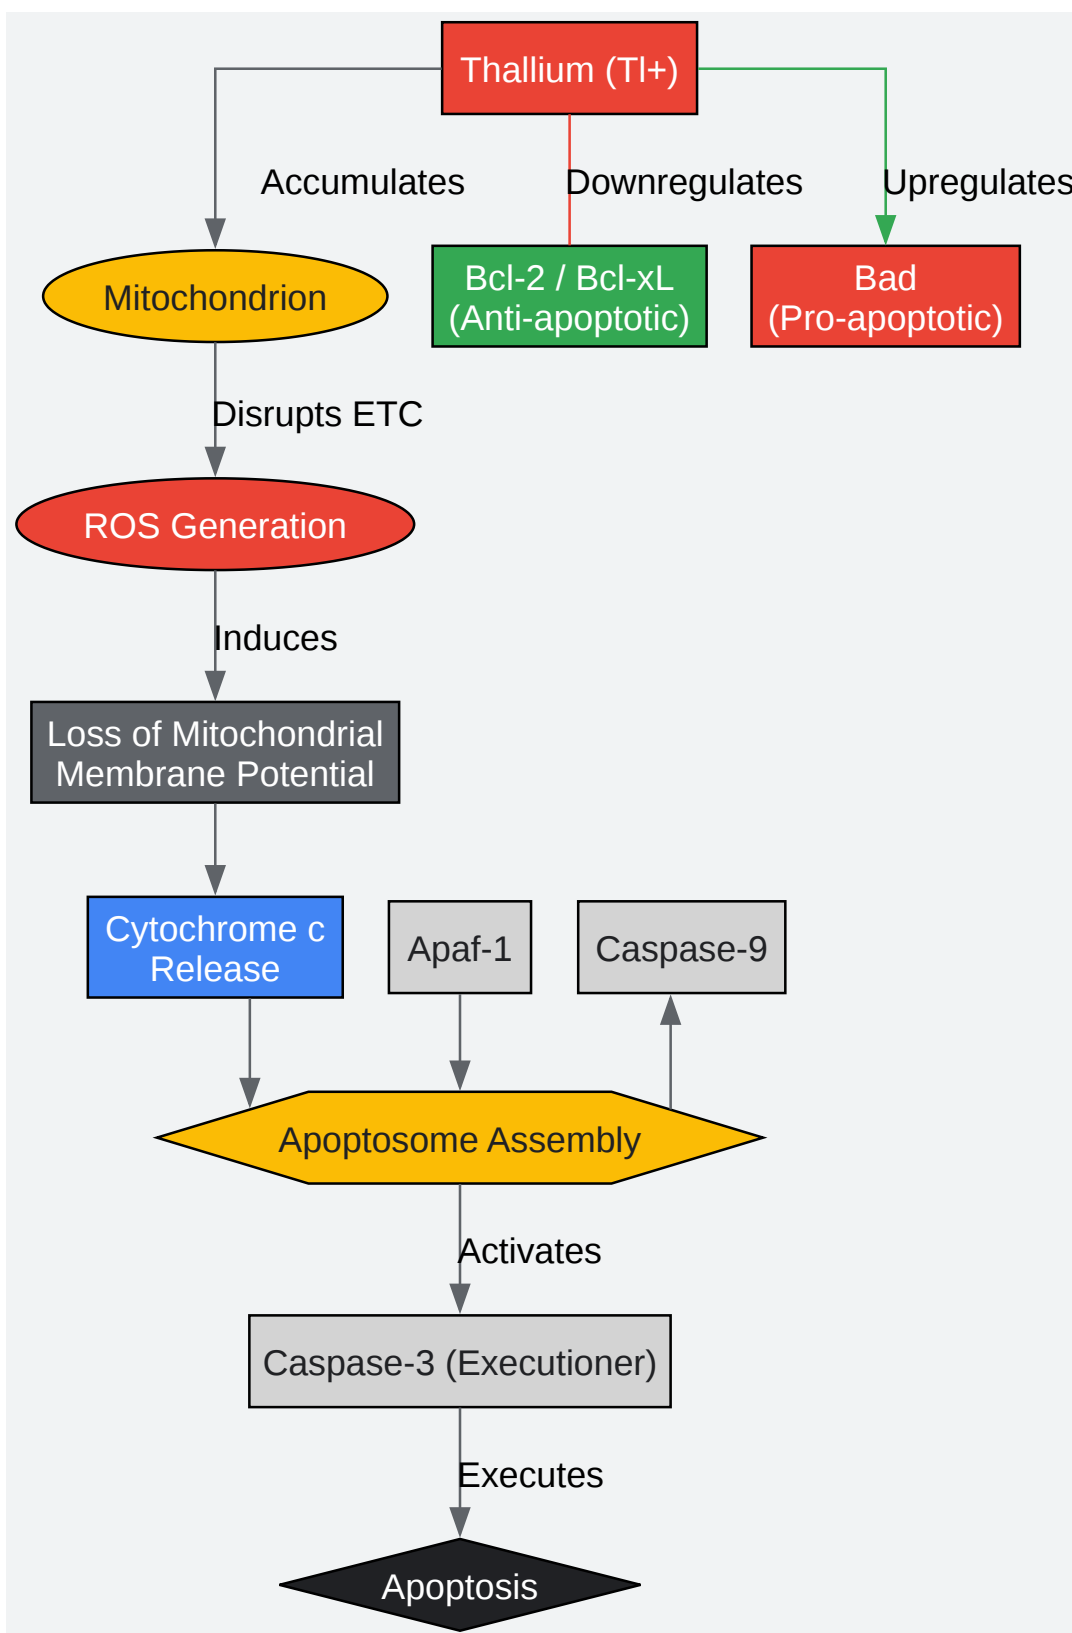 Thallium (Tl+)
Accumulates
Downregulates
Upregulates
Mitochondrion
Bcl-2 / Bcl-xL
(Anti-apoptotic)
Bad
(Pro-apoptotic)
Disrupts ETC
ROS Generation
Induces
Loss of Mitochondrial
Membrane Potential
Cytochrome c
Release
Apaf-1
Caspase-9
Apoptosome Assembly
Activates
Caspase-3 (Executioner)
Executes
Apoptosis